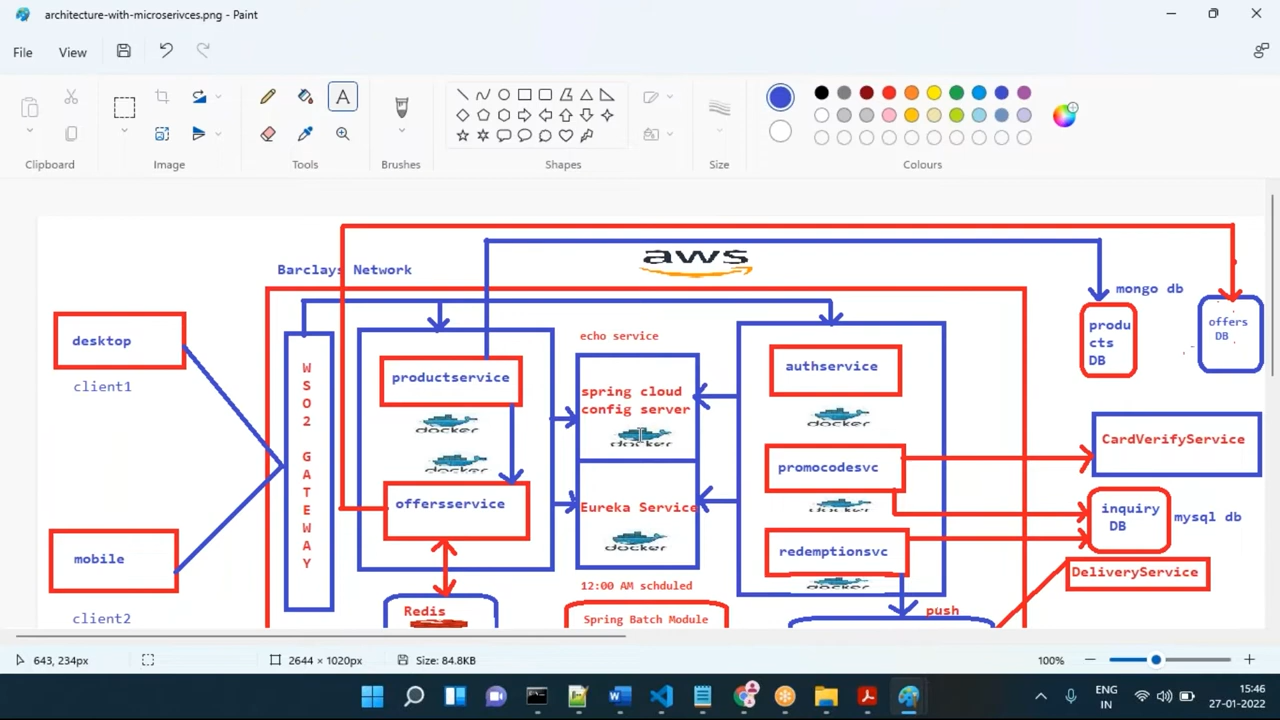 architecture-with-microserivces.png - Paint
File
View
Clipboard
Image
Tools
Brushes
Shapes
Size
Colours
A
aws
Barclays Network
mongo db
desktop
client1
mobile
client2
WSO2 GATEWAY
productservice
docker
docker
offersservice
Redis
echo service
spring cloud
config server
docker
Eureka Service
docker
12:00 AM schduled
Spring Batch Module
authservice
docker
promocodesvc
docker
redemptionsvc
docker
push
produ
cts
DB
offers
DB
CardVerifyService
inquiry
DB
mysql db
DeliveryService
643, 234px
2644 × 1020px
Size: 84.8KB
100%
ENG
IN
15:46
27-01-2022